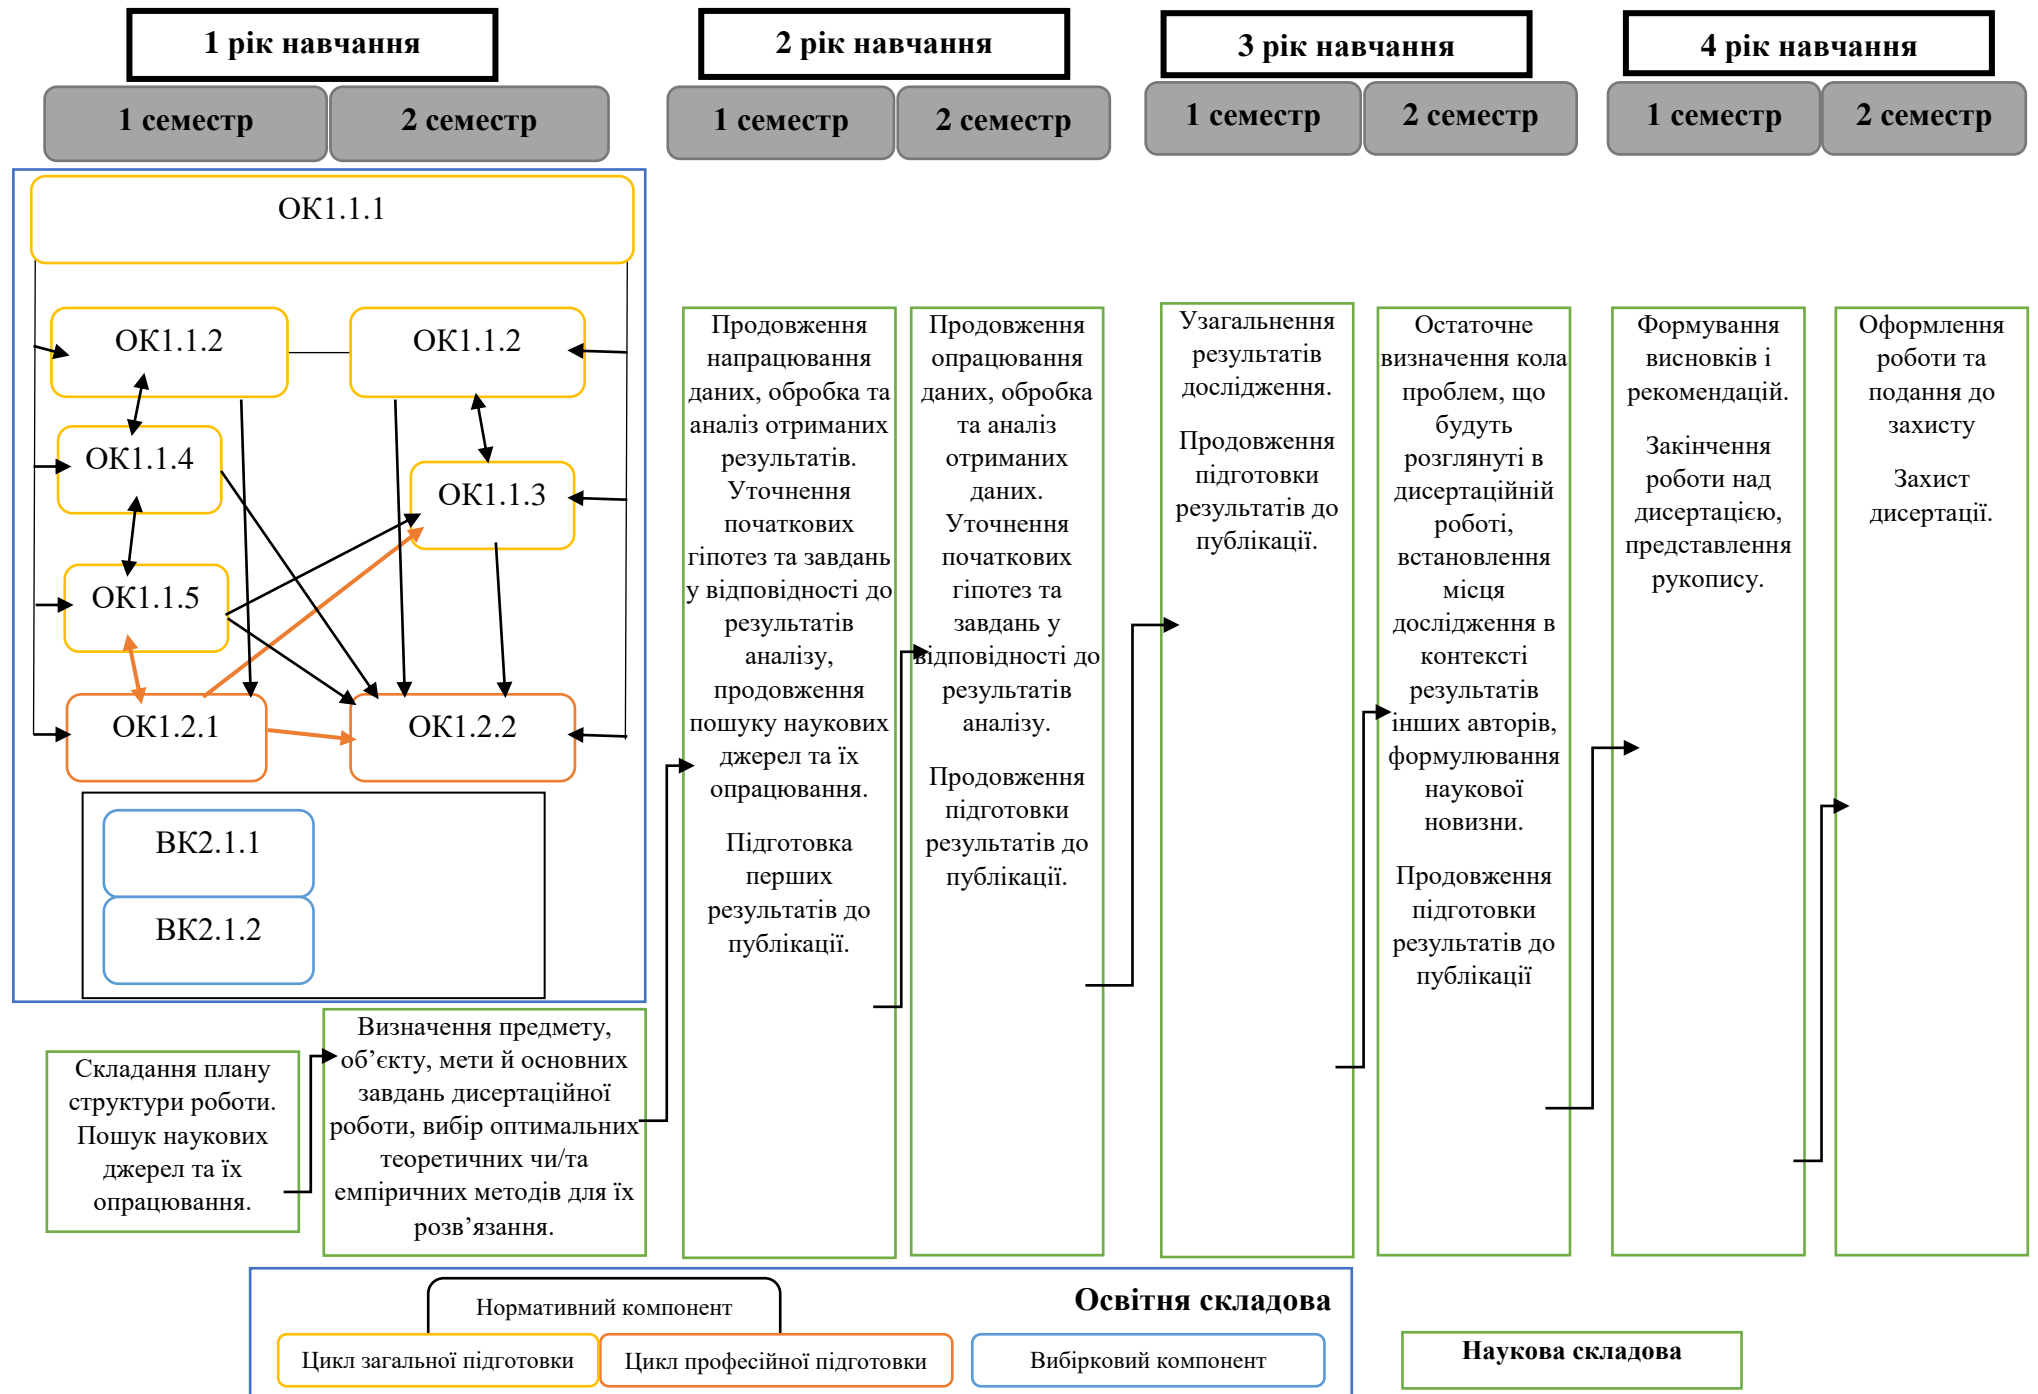 1 рік навчання
2 рік навчання
3 рік навчання
4 рік навчання
1 семестр
2 семестр
1 семестр
2 семестр
1 семестр
2 семестр
1 семестр
2 семестр
ОК1.1.1
ОК1.1.2
ОК1.1.2
ОК1.1.4
ОК1.1.3
ОК1.1.5
ОК1.2.1
ОК1.2.2
ВК2.1.1
ВК2.1.2
Складання плану
структури роботи.
Пошук наукових
джерел та їх
опрацювання.
Визначення предмету,
об’єкту, мети й основних
завдань дисертаційної
роботи, вибір оптимальних
теоретичних чи/та
емпіричних методів для їх
розв’язання.
Продовження
напрацювання
даних, обробка та
аналіз отриманих
результатів.
Уточнення
початкових
гіпотез та завдань
у відповідності до
результатів
аналізу,
продовження
пошуку наукових
джерел та їх
опрацювання.
Підготовка
перших
результатів до
публікації.
Продовження
опрацювання
даних, обробка
та аналіз
отриманих
даних.
Уточнення
початкових
гіпотез та
завдань у
відповідності до
результатів
аналізу.
Продовження
підготовки
результатів до
публікації.
Узагальнення
результатів
дослідження.
Продовження
підготовки
результатів до
публікації.
Остаточне
визначення кола
проблем, що
будуть
розглянуті в
дисертаційній
роботі,
встановлення
місця
дослідження в
контексті
результатів
інших авторів,
формулювання
наукової
новизни.
Продовження
підготовки
результатів до
публікації
Формування
висновків і
рекомендацій.
Закінчення
роботи над
дисертацією,
представлення
рукопису.
Оформлення
роботи та
подання до
захисту
Захист
дисертації.
Нормативний компонент
Освітня складова
Цикл загальної підготовки
Цикл професійної підготовки
Вибірковий компонент
Наукова складова